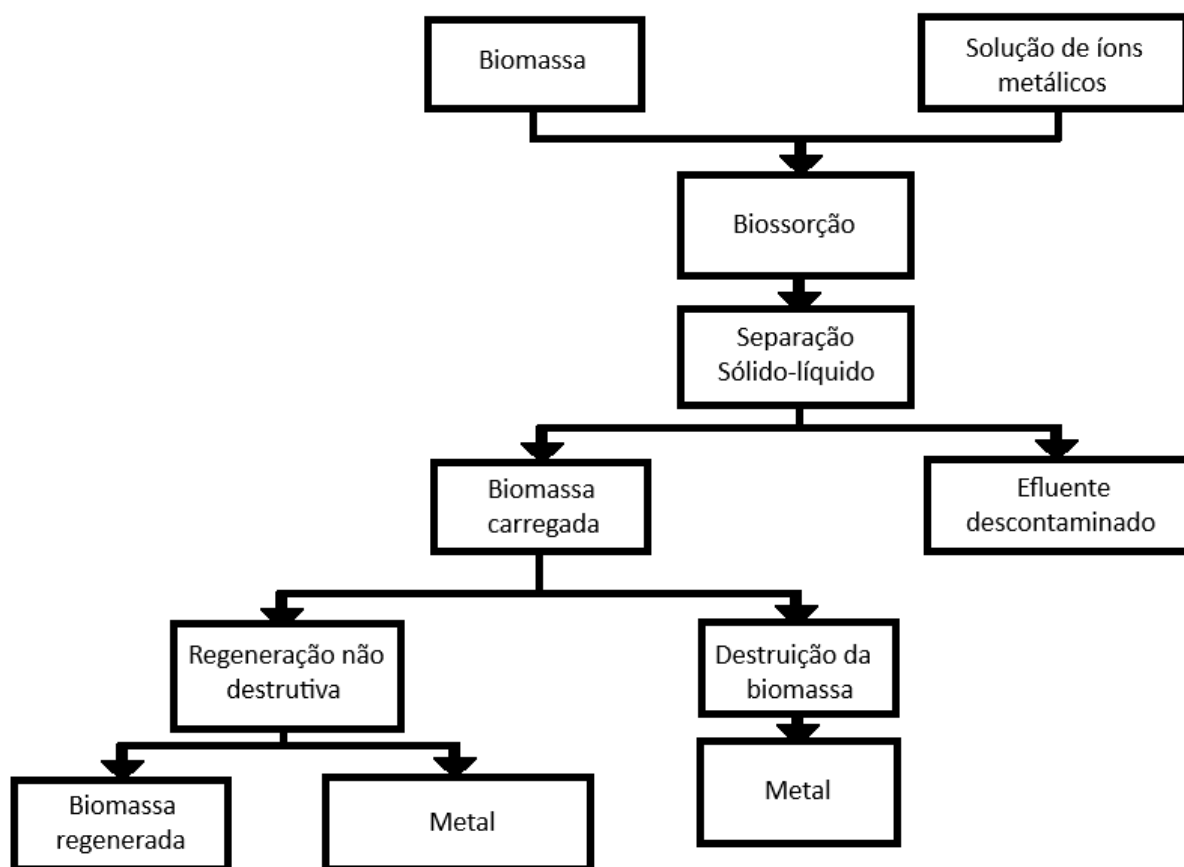 Biomassa
Solução de íons
metálicos
Biossorção
Separação
Sólido-líquido
Biomassa
carregada
Efluente
descontaminado
Regeneração não
destrutiva
Destruição da
biomassa
Biomassa
regenerada
Metal
Metal